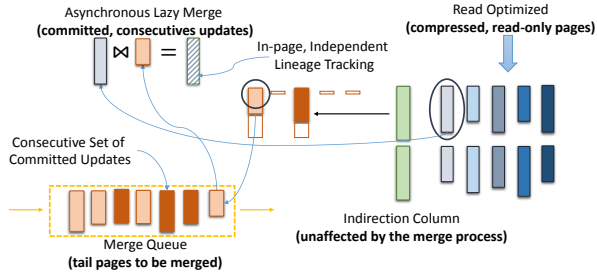 Asynchronous Lazy Merge
(committed, consecutives updates)
Read Optimized
(compressed, read-only pages)
In-page, Independent
Lineage Tracking
Consecutive Set of
Committed Updates
Merge Queue
(tail pages to be merged)
Indirection Column
(unaffected by the merge process)